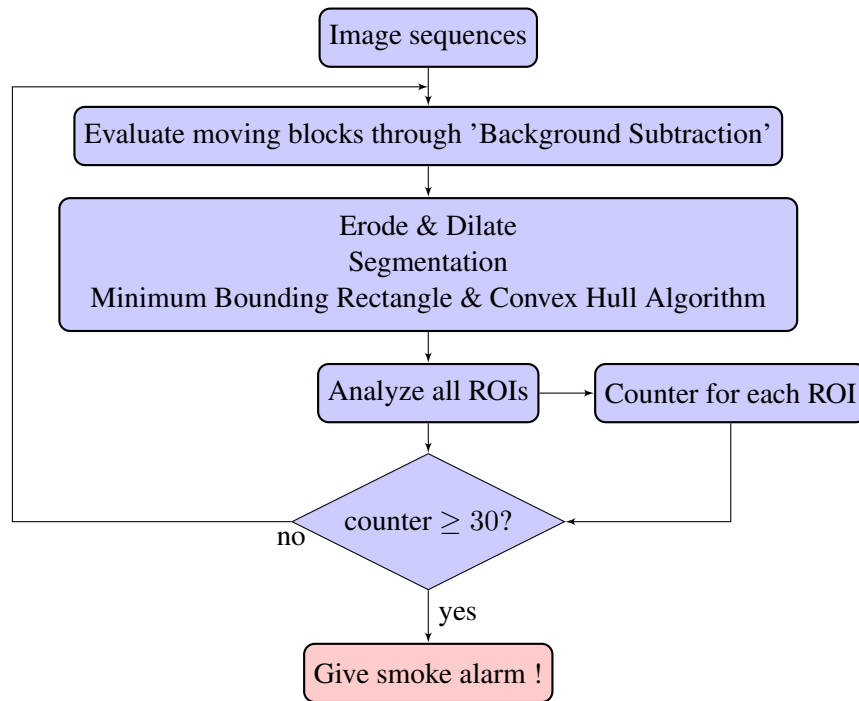 Image sequences
Evaluate moving blocks through ’Background Subtraction’
Erode & Dilate
Segmentation
Minimum Bounding Rectangle & Convex Hull Algorithm
Analyze all ROIs
Counter for each ROI
counter ≥ 30?
no
yes
Give smoke alarm !